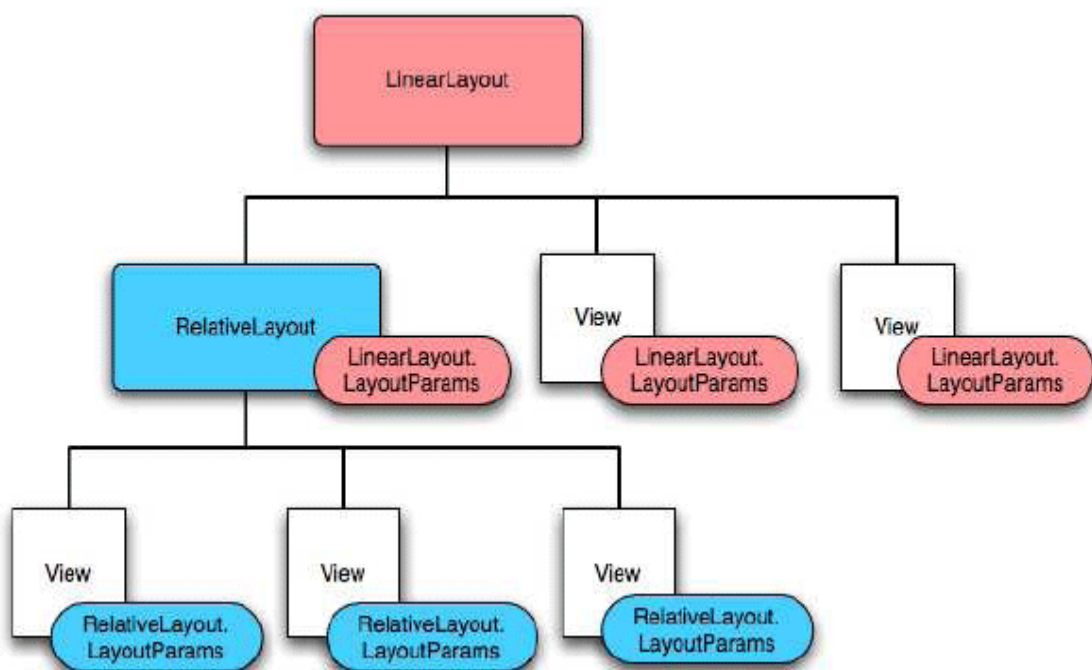 LinearLayout
RelativeLayout
LinearLayout.
LayoutParams
View
LinearLayout.
LayoutParams
View
LinearLayout.
LayoutParams
View
RelativeLayout.
LayoutParams
View
RelativeLayout.
LayoutParams
View
RelativeLayout.
LayoutParams